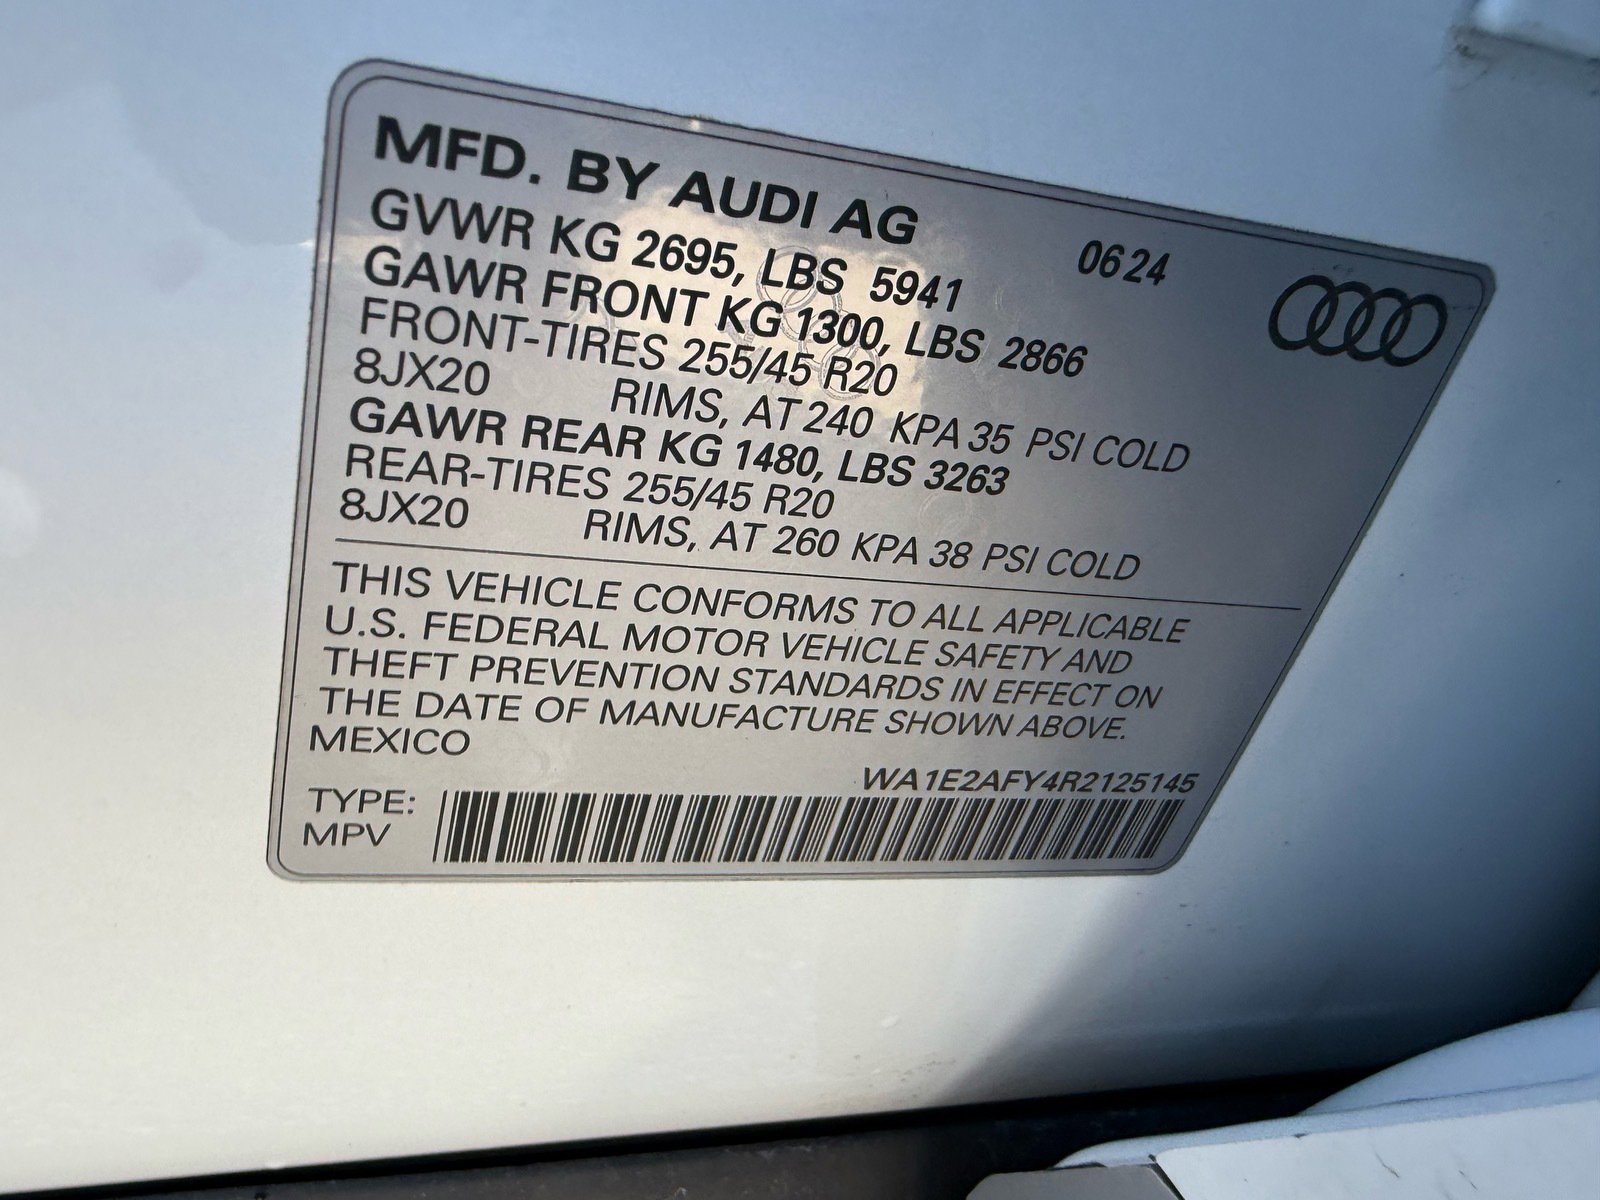 MFD. BY AUDI AG 0624
GVWR KG 2695, LBS 5941
GAWR FRONT KG 1300, LBS 2866
FRONT-TIRES 255/45 R20
8JX20 RIMS, AT 240 KPA 35 PSI COLD
GAWR REAR KG 1480, LBS 3263
REAR-TIRES 255/45 R20
8JX20 RIMS, AT 260 KPA 38 PSI COLD
THIS VEHICLE CONFORMS TO ALL APPLICABLE
U.S. FEDERAL MOTOR VEHICLE SAFETY AND
THEFT PREVENTION STANDARDS IN EFFECT ON
THE DATE OF MANUFACTURE SHOWN ABOVE.
MEXICO
WA1E2AFY4R2125145
TYPE:
MPV